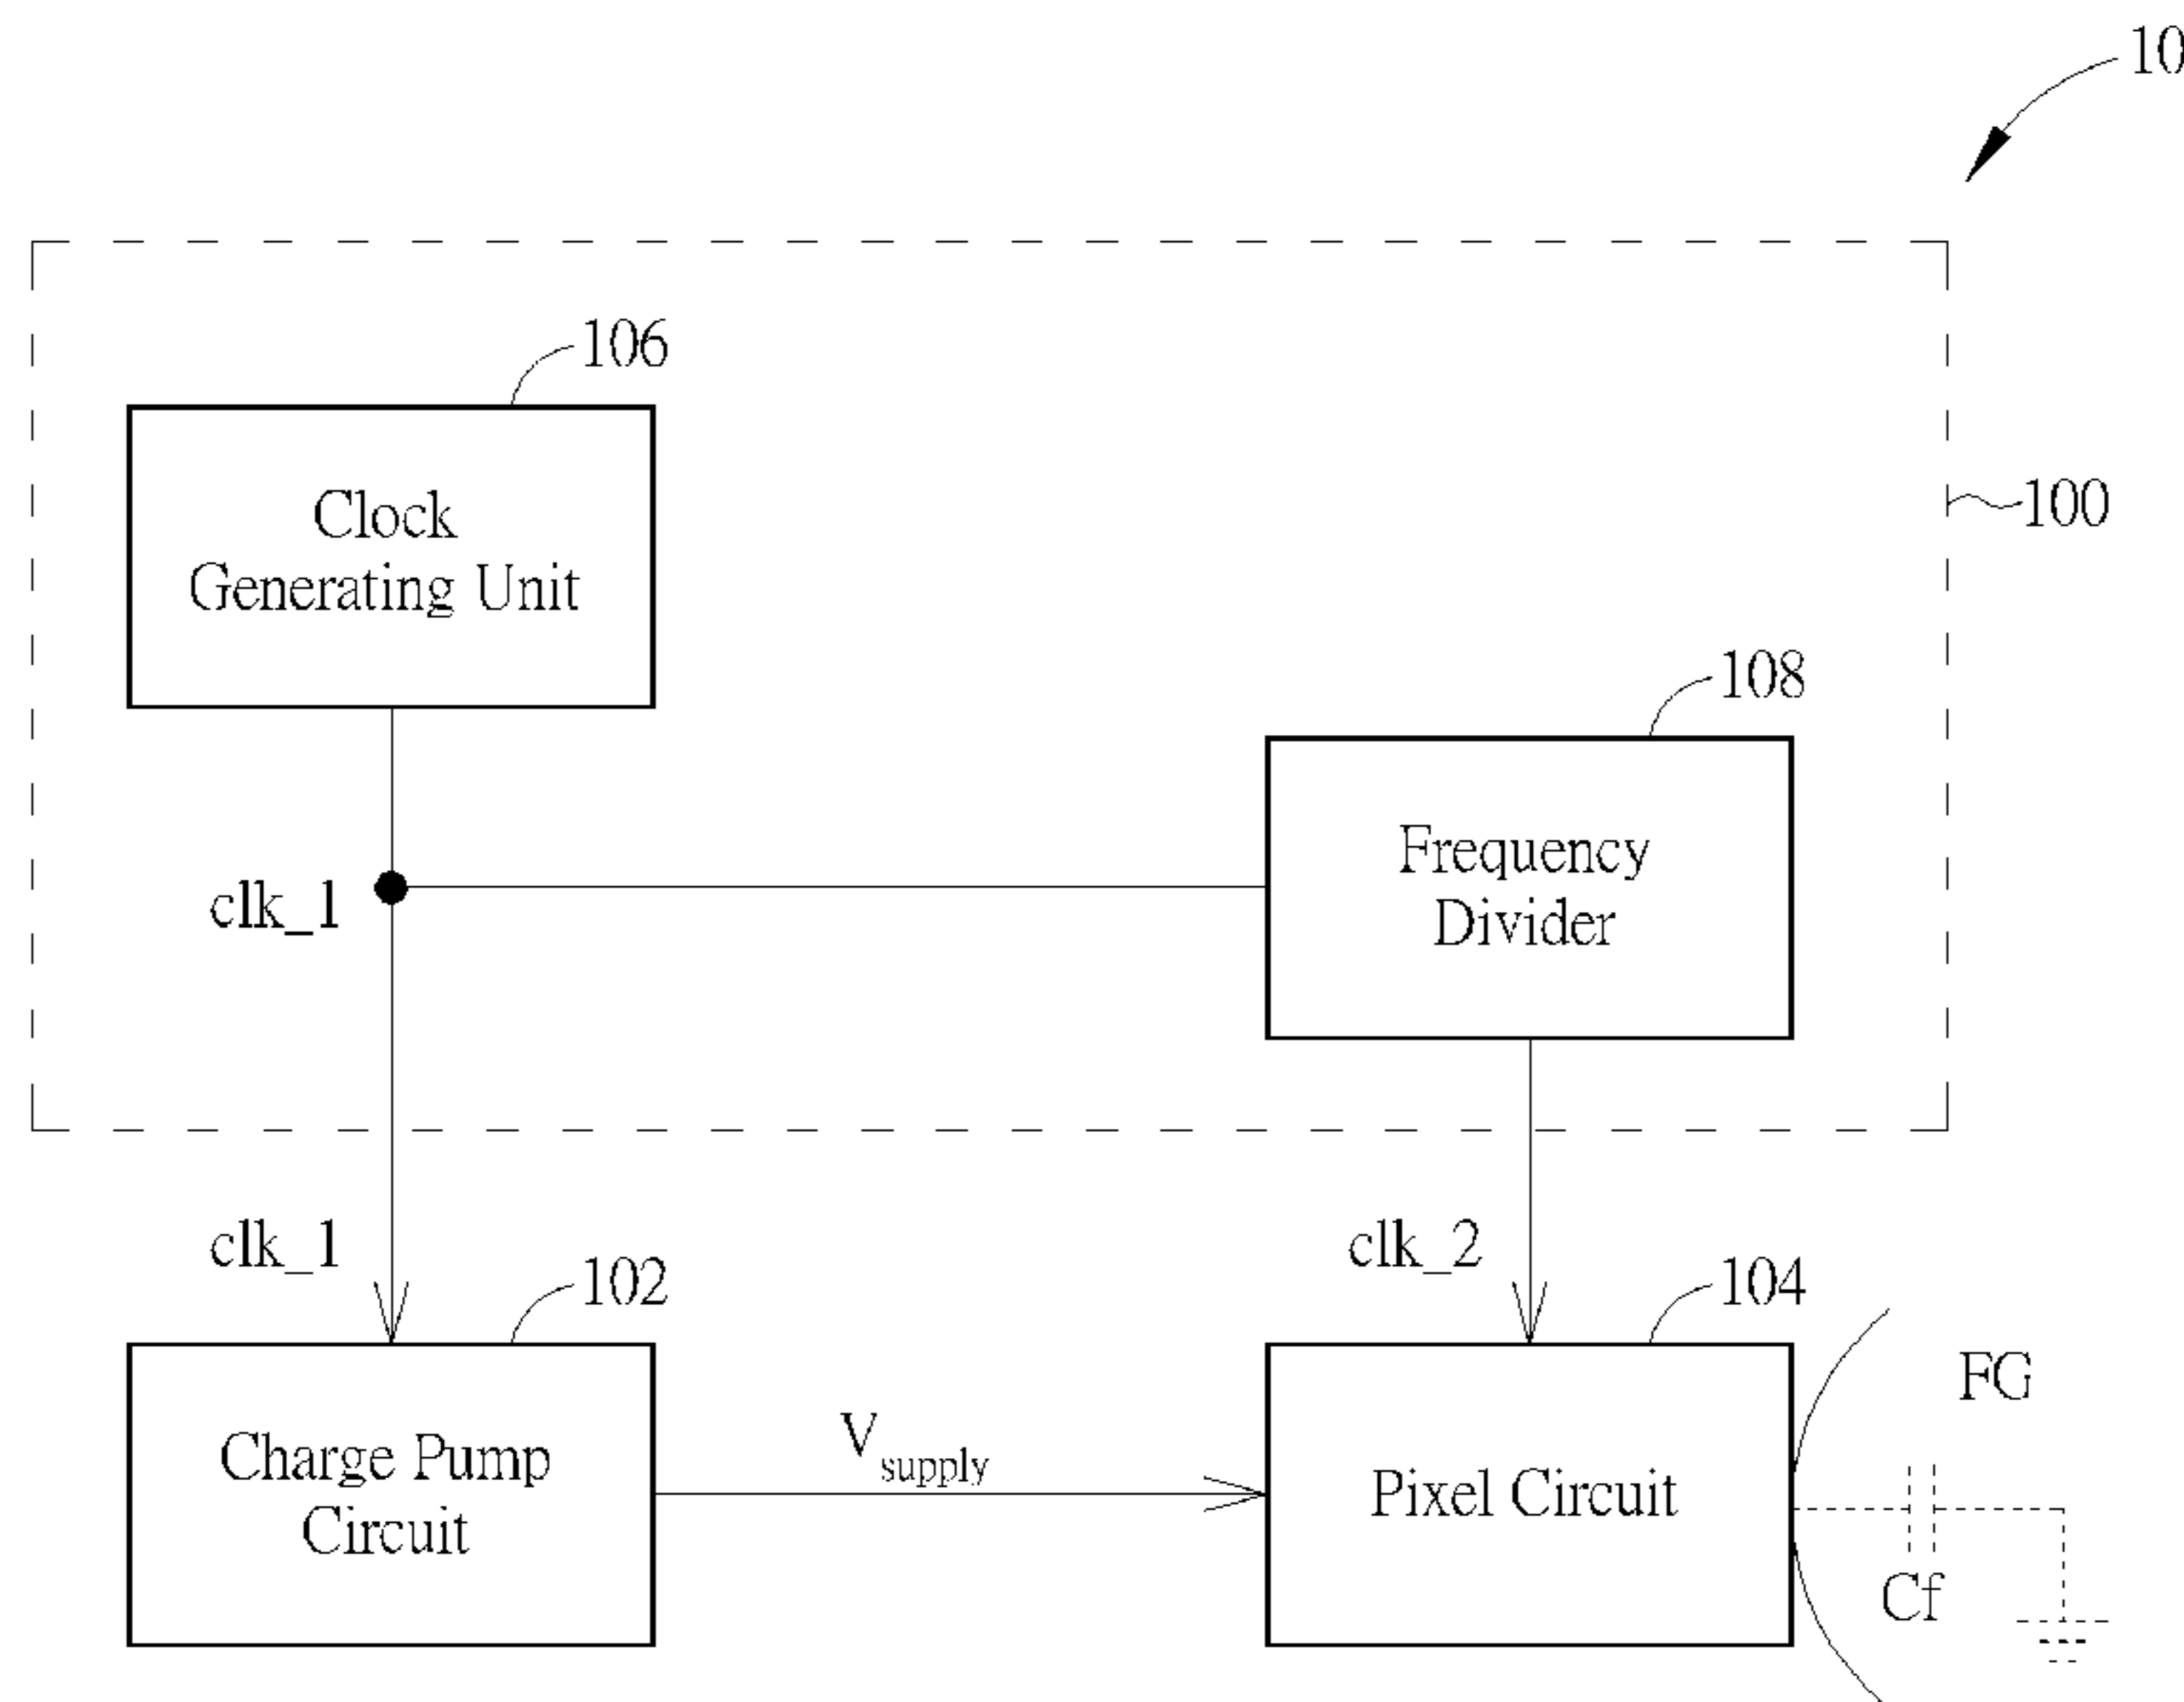 10
106
Clock
Generating Unit
100
108
Frequency
Divider
clk_1
clk_1
clk_2
102
104
FG
Charge Pump
Circuit
Vsupply
Pixel Circuit
Cf